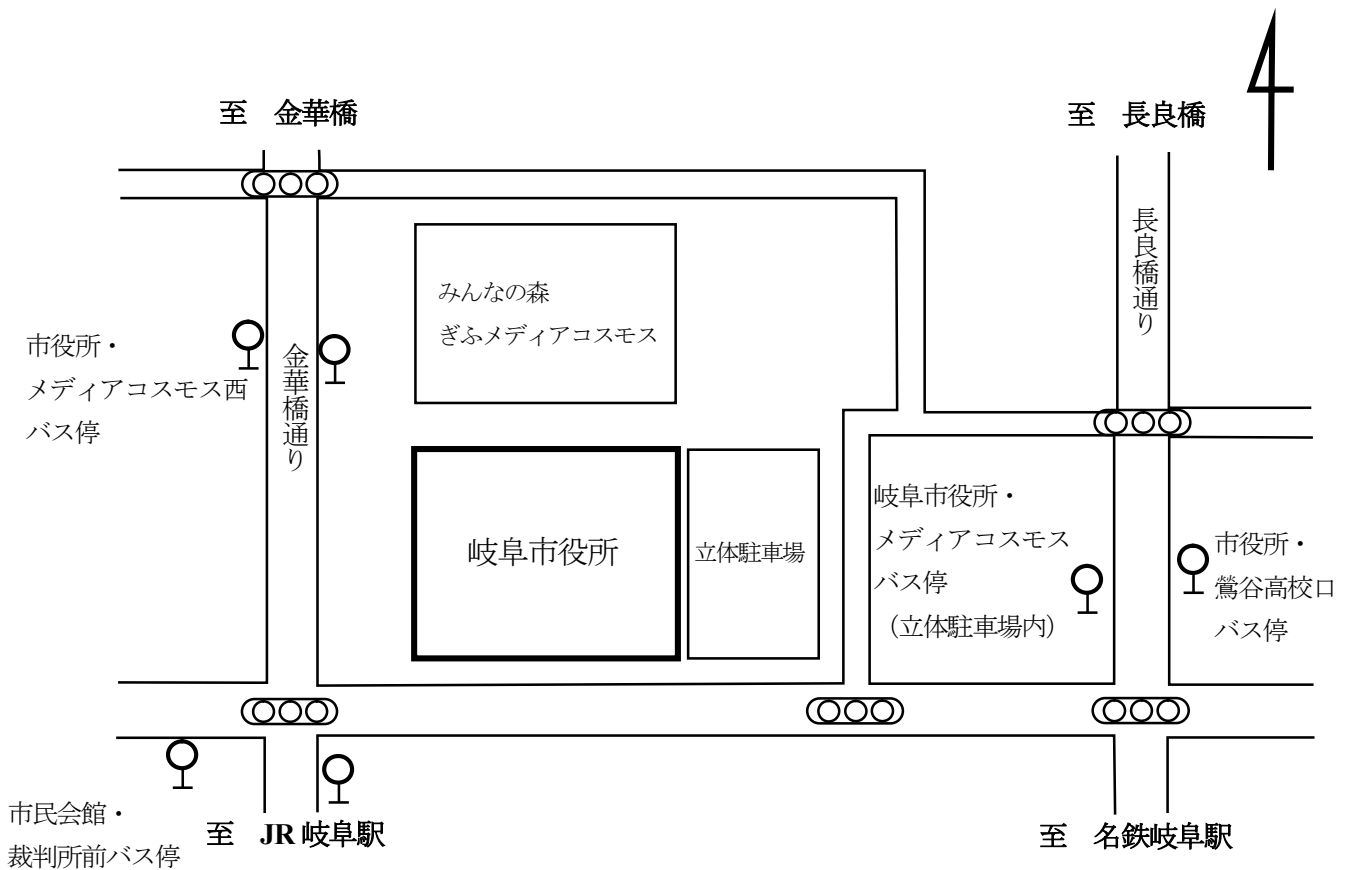 至 金華橋
至 長良橋
長良橋通り
みんなの森
ぎふメディアコスモス
市役所・
メディアコスモス西
バス停
金華橋通り
岐阜市役所・
メディアコスモス
バス停
（立体駐車場内）
岐阜市役所
立体駐車場
市役所・
鶯谷高校口
バス停
市民会館・
裁判所前バス停
至 JR 岐阜駅
至 名鉄岐阜駅